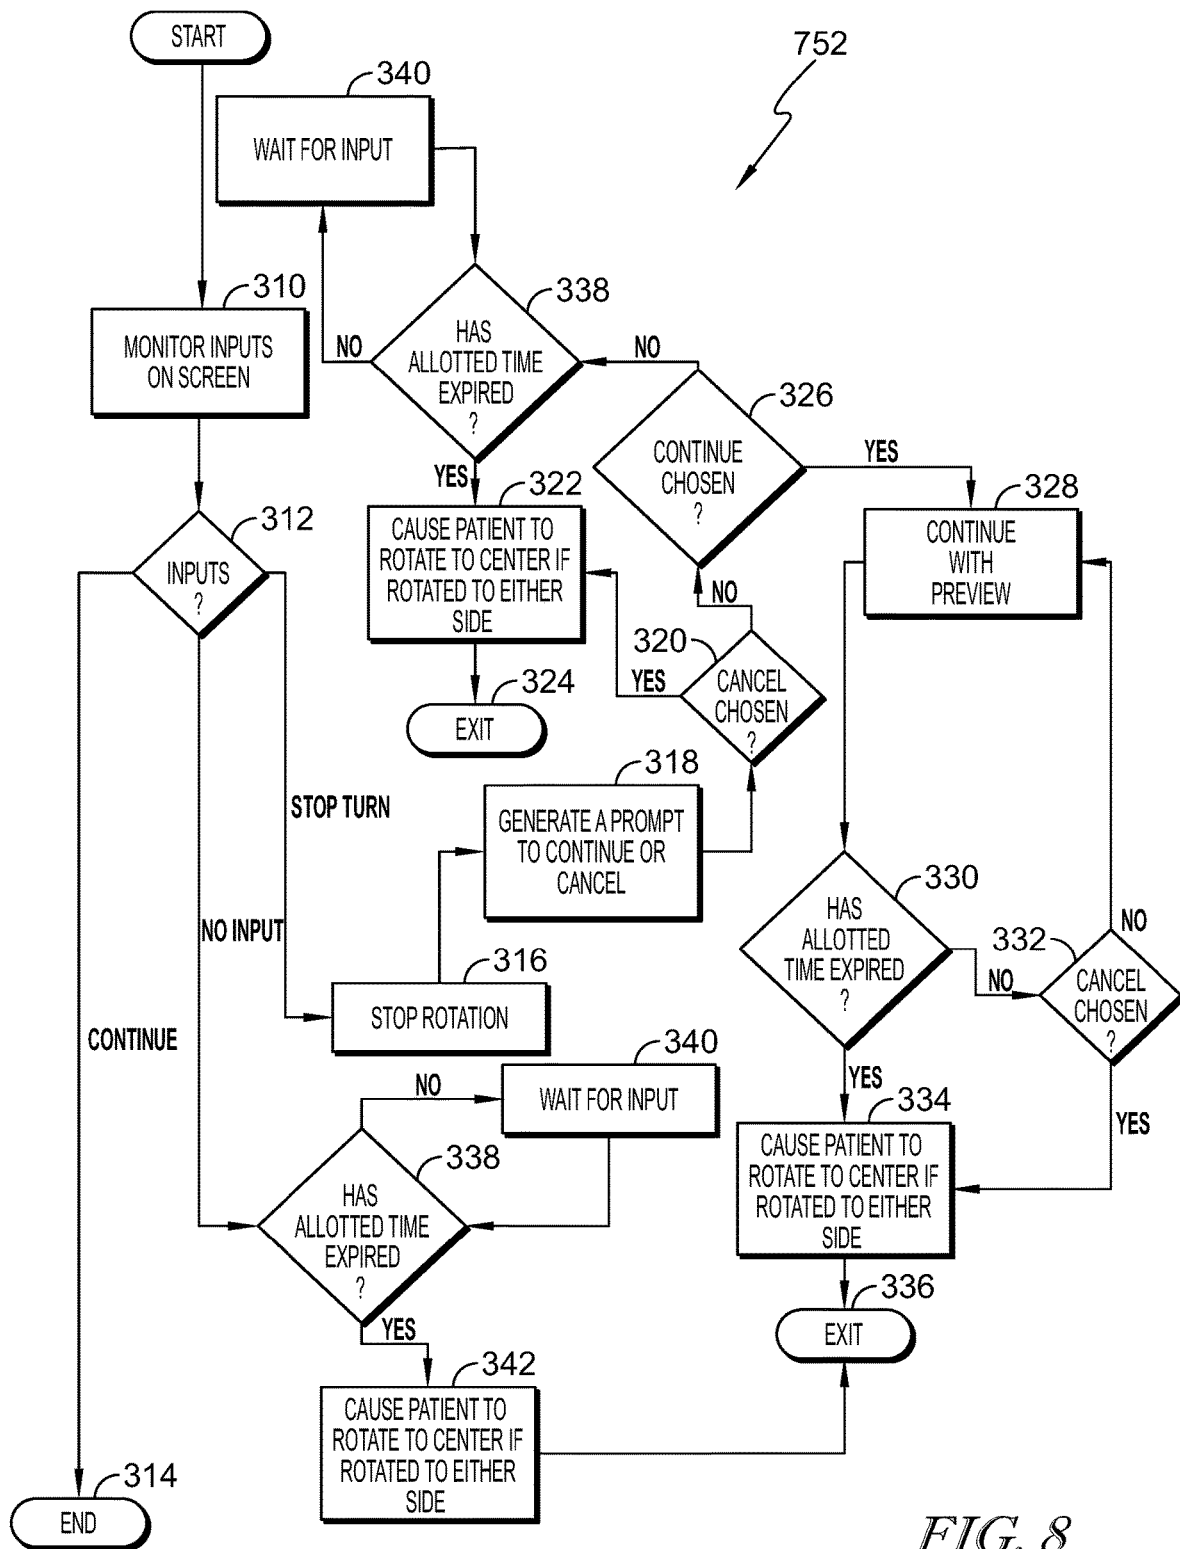 START
752
340
WAIT FOR INPUT
310
MONITOR INPUTS
ON SCREEN
338
HAS
ALLOTTED TIME
EXPIRED
?
NO
NO
YES
326
CONTINUE
CHOSEN
?
YES
NO
328
CONTINUE
WITH
PREVIEW
312
INPUTS
?
322
CAUSE PATIENT TO
ROTATE TO CENTER IF
ROTATED TO EITHER
SIDE
324
EXIT
320
CANCEL
CHOSEN
?
YES
318
GENERATE A PROMPT
TO CONTINUE OR
CANCEL
STOP TURN
NO INPUT
CONTINUE
316
STOP ROTATION
330
HAS
ALLOTTED
TIME EXPIRED
?
NO
YES
332
CANCEL
CHOSEN
?
NO
YES
340
WAIT FOR INPUT
NO
338
HAS
ALLOTTED TIME
EXPIRED
?
YES
334
CAUSE PATIENT TO
ROTATE TO CENTER IF
ROTATED TO EITHER
SIDE
336
EXIT
342
CAUSE PATIENT TO
ROTATE TO CENTER IF
ROTATED TO EITHER
SIDE
314
END
FIG. 8